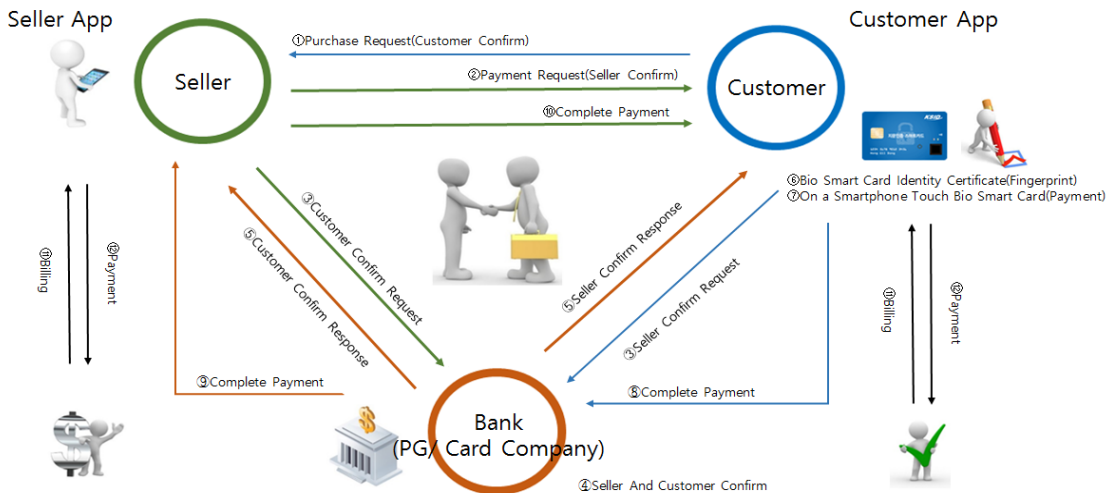 Seller App
Customer App
①Purchase Request(Customer Confirm)
Seller
②Payment Request(Seller Confirm)
Customer
⑩Complete Payment
⑥Bio Smart Card Identity Certificate(Fingerprint)
⑦On a Smartphone Touch Bio Smart Card(Payment)
③Customer Confirm Request
⑤Customer Confirm Response
⑤Seller Confirm Response
③Seller Confirm Request
⑪Billing
⑫Payment
⑪Billing
⑫Payment
⑨Complete Payment
⑧Complete Payment
Bank
(PG/ Card Company)
④Seller And Customer Confirm